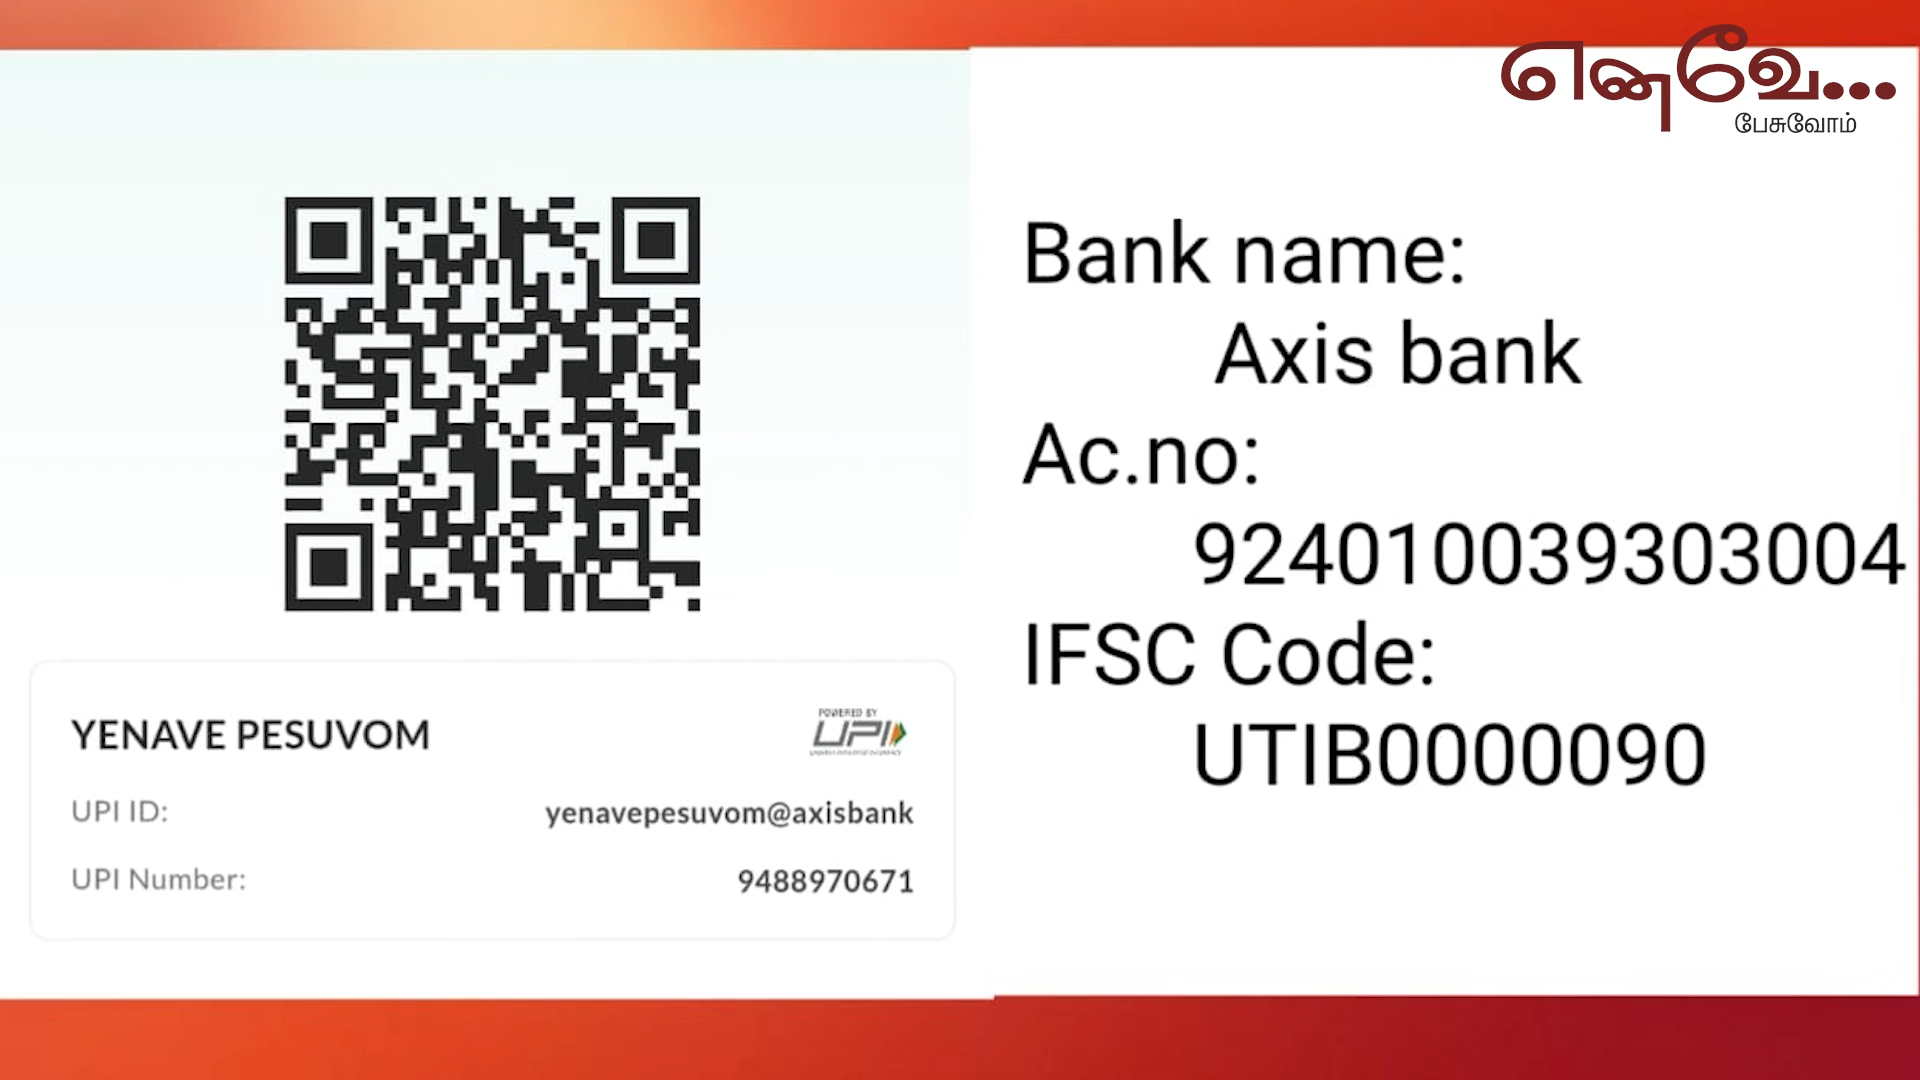 எனவே...
பேசுவோம்
YENAVE PESUVOM
POWERED BY
UPI
UPI ID:
yenavepesuvom@axisbank
UPI Number:
9488970671
Bank name:
Axis bank
Ac.no:
924010039303004
IFSC Code:
UTIB0000090